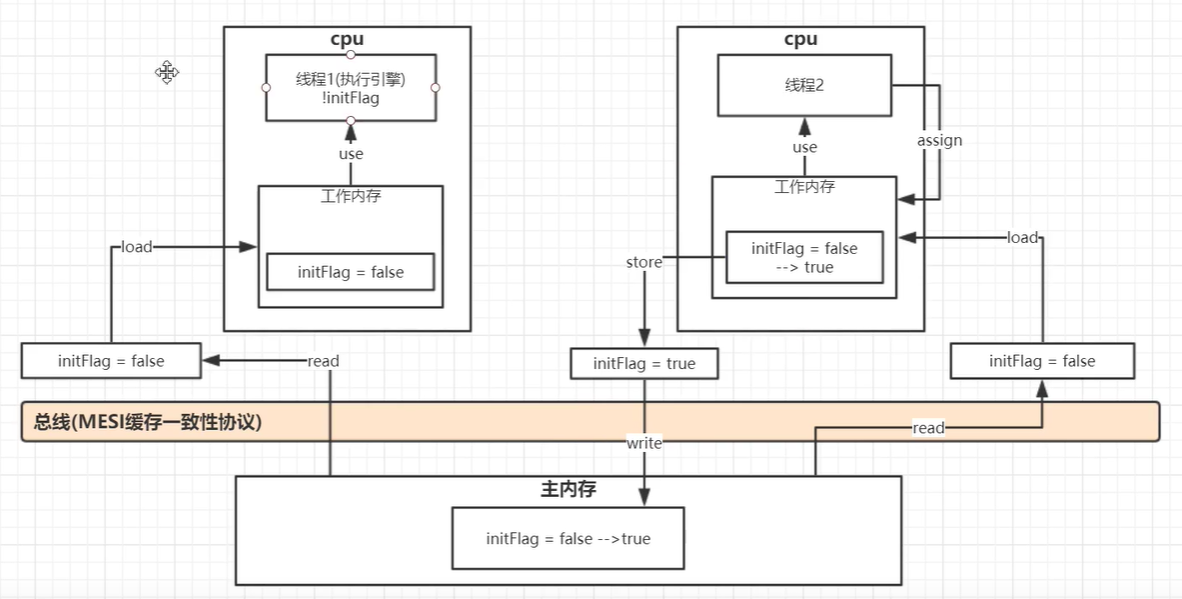 cpu
线程1(执行引擎)
!initFlag
use
工作内存
load
initFlag = false
initFlag = false
read
cpu
线程2
assign
use
工作内存
initFlag = false
--> true
load
store
initFlag = true
initFlag = false
总线(MESI缓存一致性协议)
read
write
主内存
initFlag = false -->true